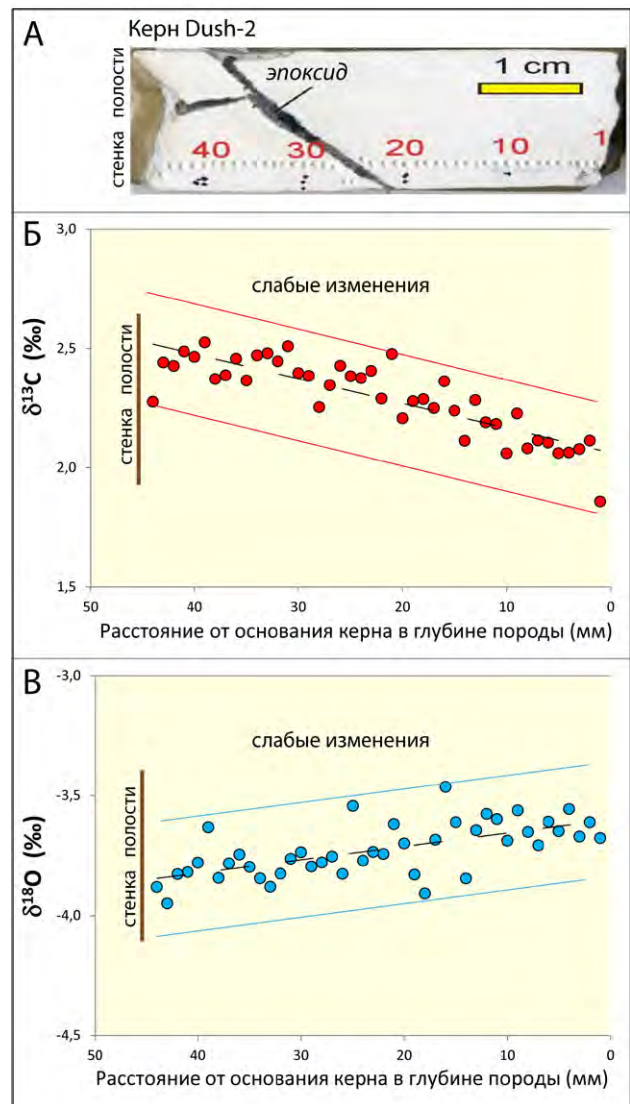 А
Керн Dush-2
стенка полости
эпоксид
1 cm
40 30 20 10 1
Б
δ¹³C (‰)
3,0
2,5
2,0
1,5
слабые изменения
стенка полости
50 40 30 20 10 0
Расстояние от основания керна в глубине породы (мм)
В
δ¹⁸O (‰)
-3,0
-3,5
-4,0
-4,5
слабые изменения
стенка полости
50 40 30 20 10 0
Расстояние от основания керна в глубине породы (мм)